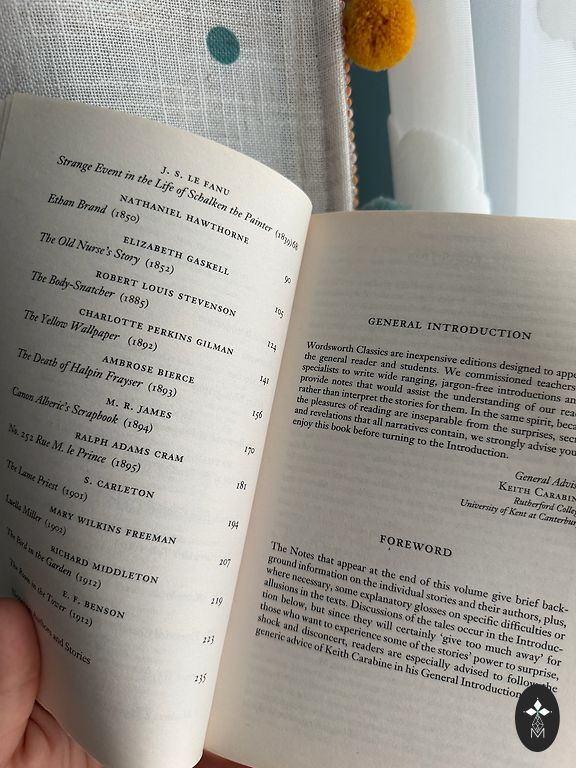 J. S. LE FANU
Strange Event in the Life of Schalken the Painter (1839) 68
NATHANIEL HAWTHORNE
Ethan Brand (1850) 90
ELIZABETH GASKELL
The Old Nurse's Story (1852) 105
ROBERT LOUIS STEVENSON
The Body-Snatcher (1885) 124
CHARLOTTE PERKINS GILMAN
The Yellow Wallpaper (1892) 141
AMBROSE BIERCE
The Death of Halpin Frayser (1893) 156
M. R. JAMES
Canon Alberic's Scrapbook (1894) 170
RALPH ADAMS CRAM
No. 252 Rue M. le Prince (1895) 181
S. CARLETON
The Lame Priest (1901) 194
MARY WILKINS FREEMAN
Luella Miller (1902) 207
RICHARD MIDDLETON
The Bird in the Garden (1912) 219
E. F. BENSON
The Room in the Tower (1912) 223
Authors and Stories 235
GENERAL INTRODUCTION
Wordsworth Classics are inexpensive editions designed to appe
the general reader and students. We commissioned teachers
specialists to write wide ranging, jargon-free introductions an
provide notes that would assist the understanding of our rea
rather than interpret the stories for them. In the same spirit, beca
the pleasures of reading are inseparable from the surprises, sec
and revelations that all narratives contain, we strongly advise you
enjoy this book before turning to the Introduction.
General Advis
KEITH CARABIN
Rutherford Colleg
University of Kent at Canterbur
FOREWORD
The Notes that appear at the end of this volume give brief back-
ground information on the individual stories and their authors, plus,
where necessary, some explanatory glosses on specific difficulties or
allusions in the texts. Discussions of the tales occur in the Introduc-
tion below, but since they will certainly 'give too much away' for
those who want to experience some of the stories' power to surprise,
shock and disconcert, readers are especially advised to follow the
generic advice of Keith Carabine in his General Introduction